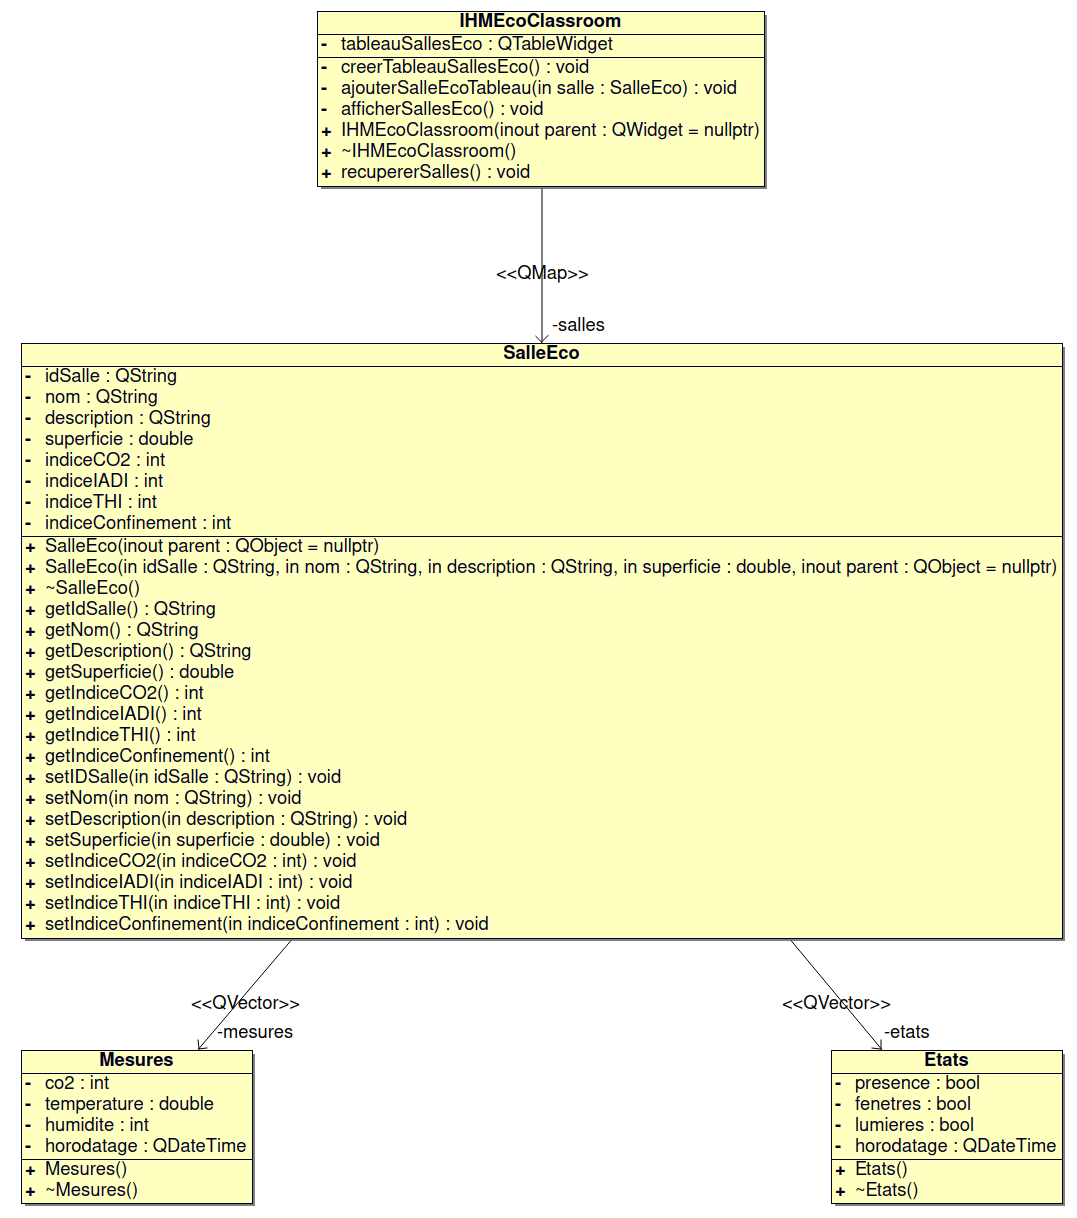 IHMEcoClassroom
- tableauSallesEco : QTableWidget
- creerTableauSallesEco() : void
- ajouterSalleEcoTableau(in salle : SalleEco) : void
- afficherSallesEco() : void
+ IHMEcoClassroom(inout parent : QWidget = nullptr)
+ ~IHMEcoClassroom()
+ recupererSalles() : void
<<QMap>>
-salles
SalleEco
- idSalle : QString
- nom : QString
- description : QString
- superficie : double
- indiceCO2 : int
- indiceIADI : int
- indiceTHI : int
- indiceConfinement : int
+ SalleEco(inout parent : QObject = nullptr)
+ SalleEco(in idSalle : QString, in nom : QString, in description : QString, in superficie : double, inout parent : QObject = nullptr)
+ ~SalleEco()
+ getIdSalle() : QString
+ getNom() : QString
+ getDescription() : QString
+ getSuperficie() : double
+ getIndiceCO2() : int
+ getIndiceIADI() : int
+ getIndiceTHI() : int
+ getIndiceConfinement() : int
+ setIDSalle(in idSalle : QString) : void
+ setNom(in nom : QString) : void
+ setDescription(in description : QString) : void
+ setSuperficie(in superficie : double) : void
+ setIndiceCO2(in indiceCO2 : int) : void
+ setIndiceIADI(in indiceIADI : int) : void
+ setIndiceTHI(in indiceTHI : int) : void
+ setIndiceConfinement(in indiceConfinement : int) : void
<<QVector>>
-mesures
Mesures
- co2 : int
- temperature : double
- humidite : int
- horodatage : QDateTime
+ Mesures()
+ ~Mesures()
<<QVector>>
-etats
Etats
- presence : bool
- fenetres : bool
- lumieres : bool
- horodatage : QDateTime
+ Etats()
+ ~Etats()